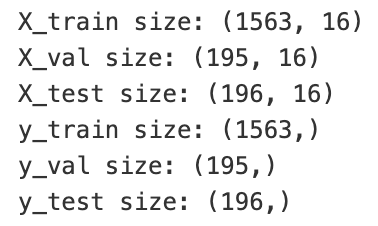 X_train size: (1563, 16)
X_val size: (195, 16)
X_test size: (196, 16)
y_train size: (1563,)
y_val size: (195,)
y_test size: (196,)